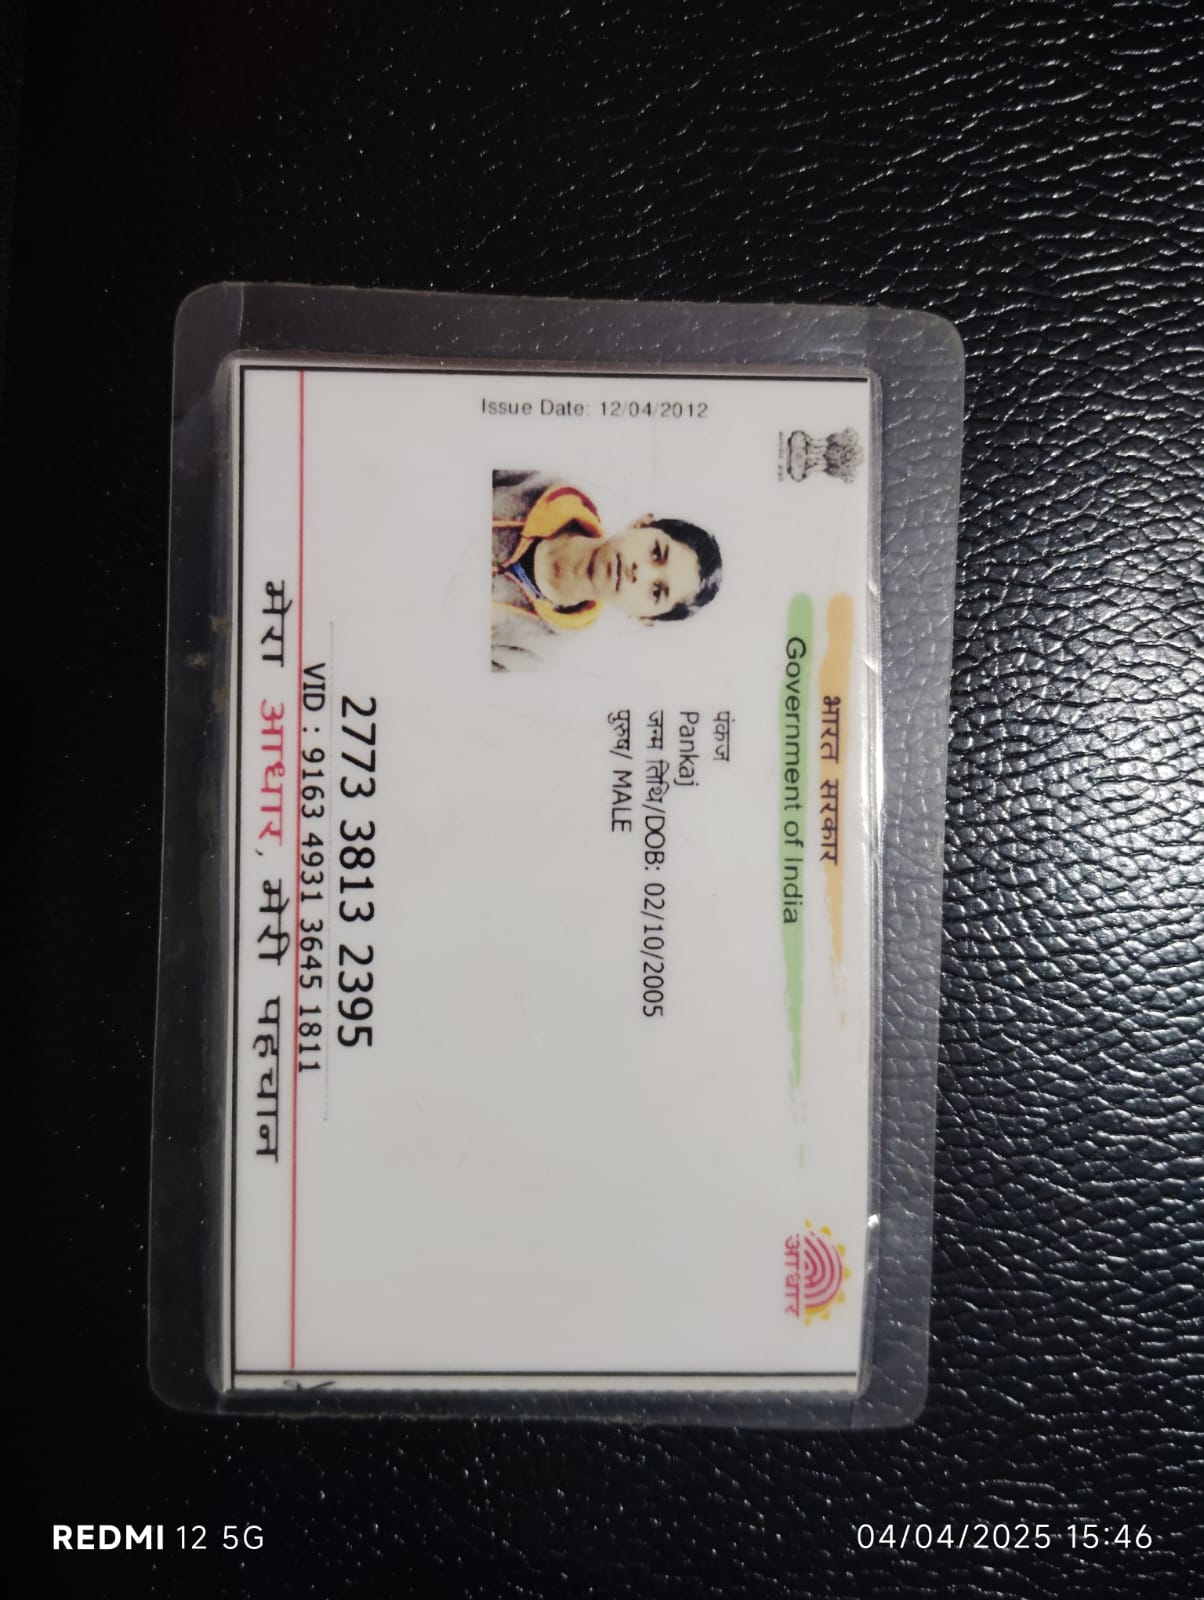 भारत सरकार
Government of India
Issue Date: 12/04/2012
पंकज
Pankaj
जन्म तिथि/DOB: 02/10/2005
पुरुष/ MALE
2773 3813 2395
VID : 9163 4931 3645 1811
मेरा आधार, मेरी पहचान
आधार
REDMI 12 5G
04/04/2025 15:46